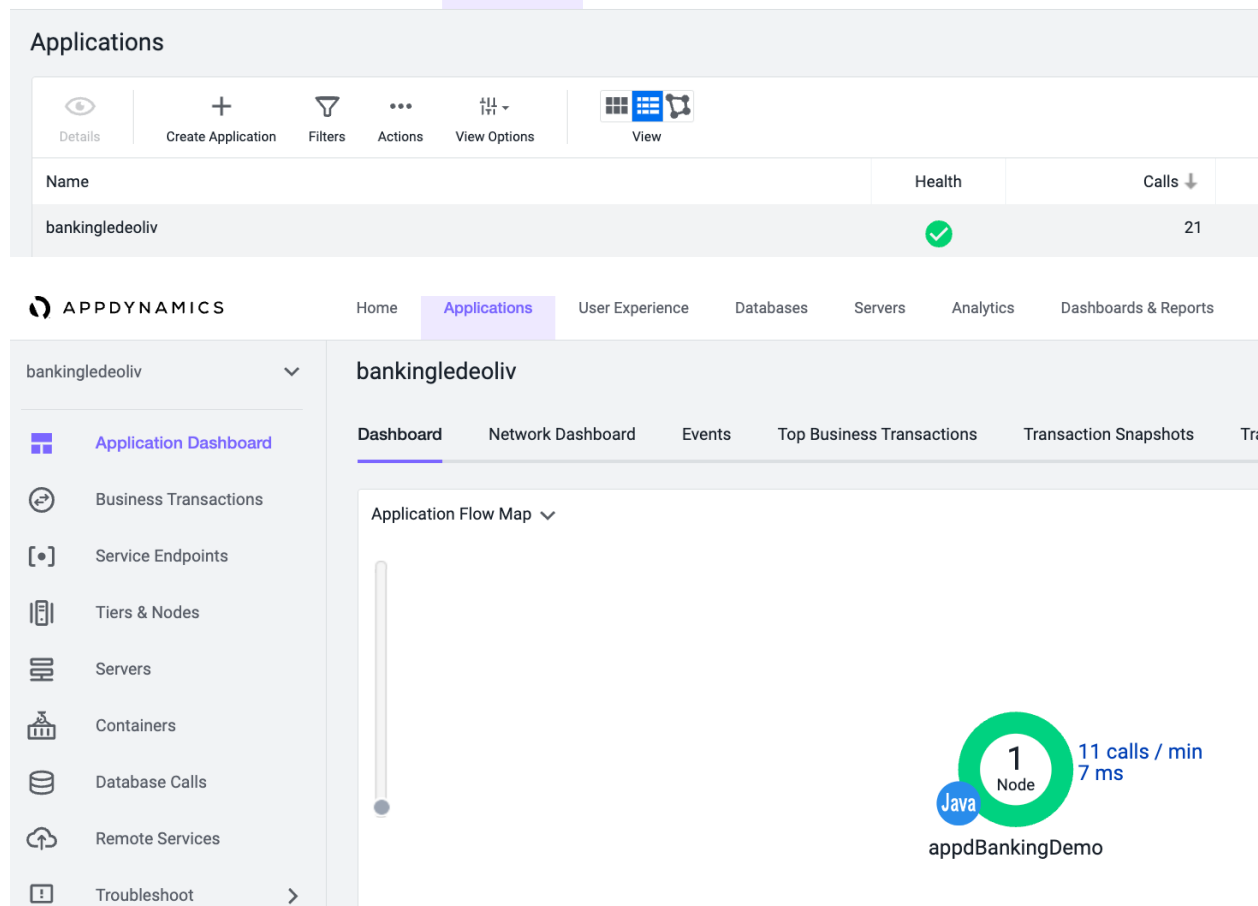 Applications
Details
Create Application
Filters
Actions
View Options
View
Name Health Calls
bankingledeoliv 21
APPDYNAMICS Home Applications User Experience Databases Servers Analytics Dashboards & Reports
bankingledeoliv
bankingledeoliv
Application Dashboard
Dashboard Network Dashboard Events Top Business Transactions Transaction Snapshots
Business Transactions
Application Flow Map
Service Endpoints
Tiers & Nodes
Servers
Containers
Database Calls
Remote Services
Troubleshoot
1
Node
11 calls / min
7 ms
Java
appdBankingDemo